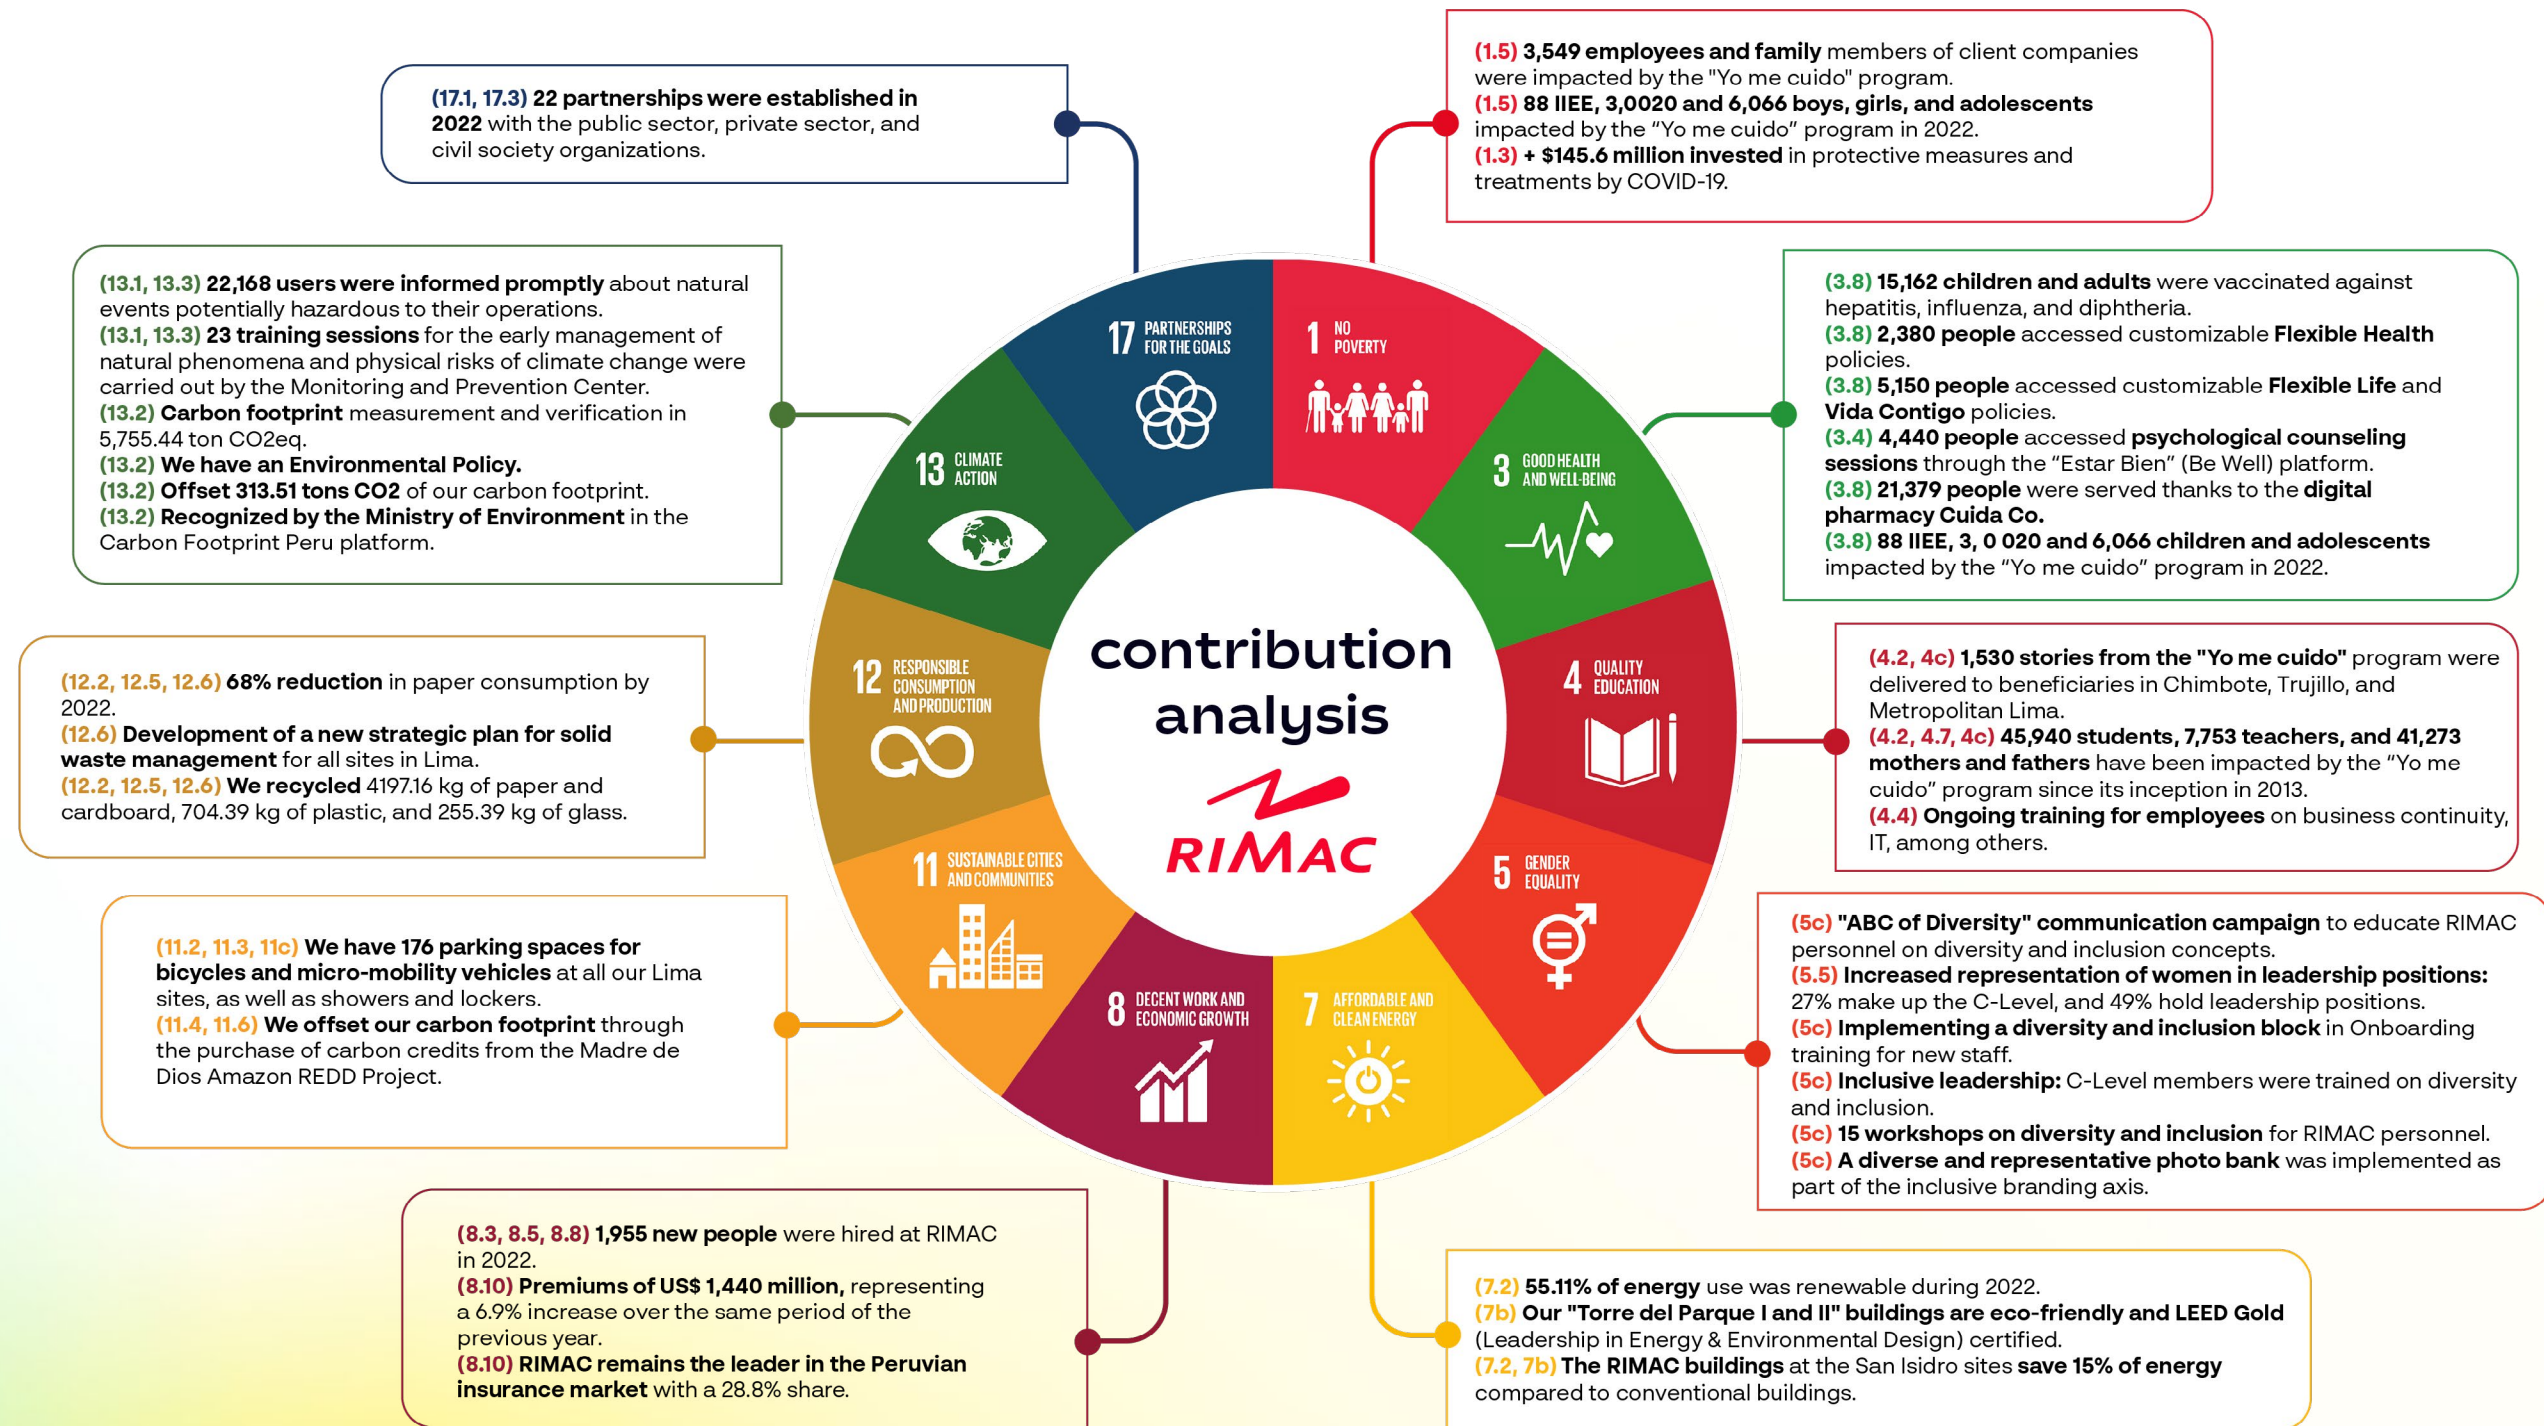 (17.1, 17.3) 22 partnerships were established in
2022 with the public sector, private sector, and
civil society organizations.
(1.5) 3,549 employees and family members of client companies
were impacted by the "Yo me cuido" program.
(1.5) 88 IIEE, 3,0020 and 6,066 boys, girls, and adolescents
impacted by the “Yo me cuido” program in 2022.
(1.3) + $145.6 million invested in protective measures and
treatments by COVID-19.
(13.1, 13.3) 22,168 users were informed promptly about natural
events potentially hazardous to their operations.
(13.1, 13.3) 23 training sessions for the early management of
natural phenomena and physical risks of climate change were
carried out by the Monitoring and Prevention Center.
(13.2) Carbon footprint measurement and verification in
5,755.44 ton CO2eq.
(13.2) We have an Environmental Policy.
(13.2) Offset 313.51 tons CO2 of our carbon footprint.
(13.2) Recognized by the Ministry of Environment in the
Carbon Footprint Peru platform.
(3.8) 15,162 children and adults were vaccinated against
hepatitis, influenza, and diphtheria.
(3.8) 2,380 people accessed customizable Flexible Health
policies.
(3.8) 5,150 people accessed customizable Flexible Life and
Vida Contigo policies.
(3.4) 4,440 people accessed psychological counseling
sessions through the “Estar Bien” (Be Well) platform.
(3.8) 21,379 people were served thanks to the digital
pharmacy Cuida Co.
(3.8) 88 IIEE, 3, 0 020 and 6,066 children and adolescents
impacted by the “Yo me cuido” program in 2022.
17 PARTNERSHIPS
FOR THE GOALS
1 NO
POVERTY
13 CLIMATE
ACTION
3 GOOD HEALTH
AND WELL-BEING
12 RESPONSIBLE
CONSUMPTION
AND PRODUCTION
4 QUALITY
EDUCATION
11 SUSTAINABLE CITIES
AND COMMUNITIES
5 GENDER
EQUALITY
8 DECENT WORK AND
ECONOMIC GROWTH
7 AFFORDABLE AND
CLEAN ENERGY
contribution
analysis
RIMAC
(12.2, 12.5, 12.6) 68% reduction in paper consumption by
2022.
(12.6) Development of a new strategic plan for solid
waste management for all sites in Lima.
(12.2, 12.5, 12.6) We recycled 4197.16 kg of paper and
cardboard, 704.39 kg of plastic, and 255.39 kg of glass.
(4.2, 4c) 1,530 stories from the "Yo me cuido" program were
delivered to beneficiaries in Chimbote, Trujillo, and
Metropolitan Lima.
(4.2, 4.7, 4c) 45,940 students, 7,753 teachers, and 41,273
mothers and fathers have been impacted by the “Yo me
cuido” program since its inception in 2013.
(4.4) Ongoing training for employees on business continuity,
IT, among others.
(11.2, 11.3, 11c) We have 176 parking spaces for
bicycles and micro-mobility vehicles at all our Lima
sites, as well as showers and lockers.
(11.4, 11.6) We offset our carbon footprint through
the purchase of carbon credits from the Madre de
Dios Amazon REDD Project.
(5c) "ABC of Diversity" communication campaign to educate RIMAC
personnel on diversity and inclusion concepts.
(5.5) Increased representation of women in leadership positions:
27% make up the C-Level, and 49% hold leadership positions.
(5c) Implementing a diversity and inclusion block in Onboarding
training for new staff.
(5c) Inclusive leadership: C-Level members were trained on diversity
and inclusion.
(5c) 15 workshops on diversity and inclusion for RIMAC personnel.
(5c) A diverse and representative photo bank was implemented as
part of the inclusive branding axis.
(8.3, 8.5, 8.8) 1,955 new people were hired at RIMAC
in 2022.
(8.10) Premiums of US$ 1,440 million, representing
a 6.9% increase over the same period of the
previous year.
(8.10) RIMAC remains the leader in the Peruvian
insurance market with a 28.8% share.
(7.2) 55.11% of energy use was renewable during 2022.
(7b) Our "Torre del Parque I and II" buildings are eco-friendly and LEED Gold
(Leadership in Energy & Environmental Design) certified.
(7.2, 7b) The RIMAC buildings at the San Isidro sites save 15% of energy
compared to conventional buildings.